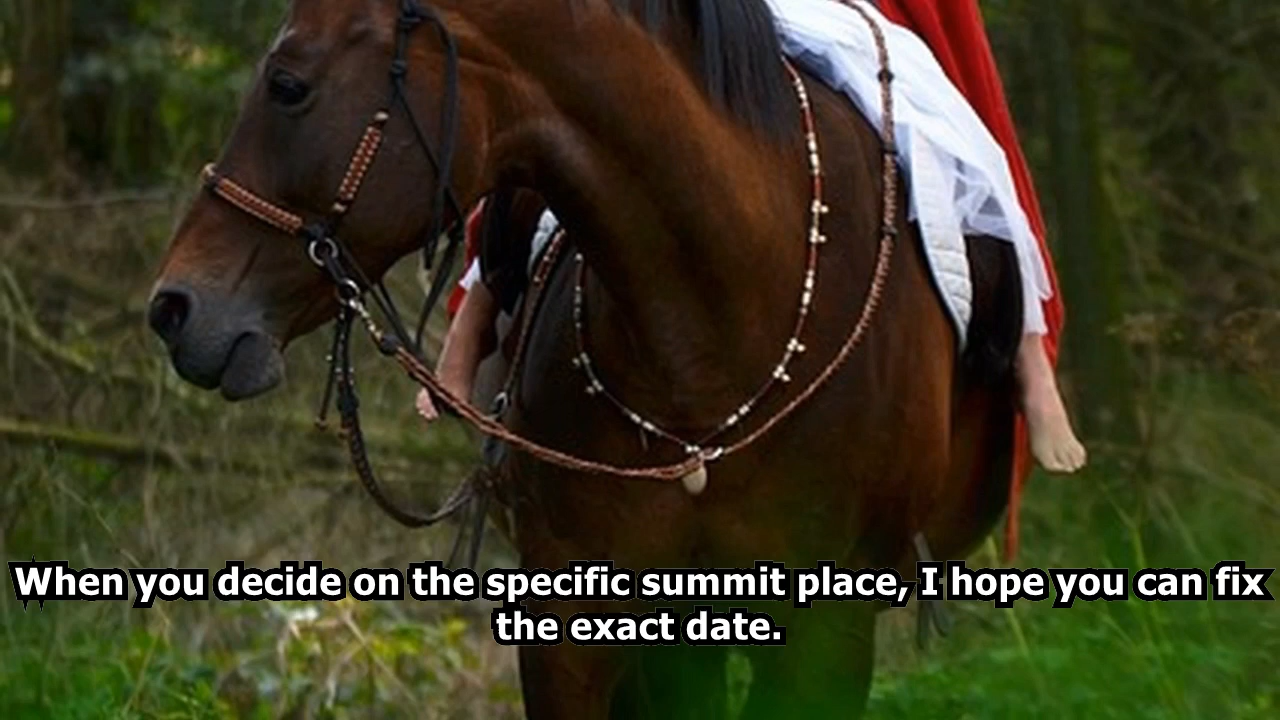 When you decide on the specific summit place, I hope you can fix
the exact date.